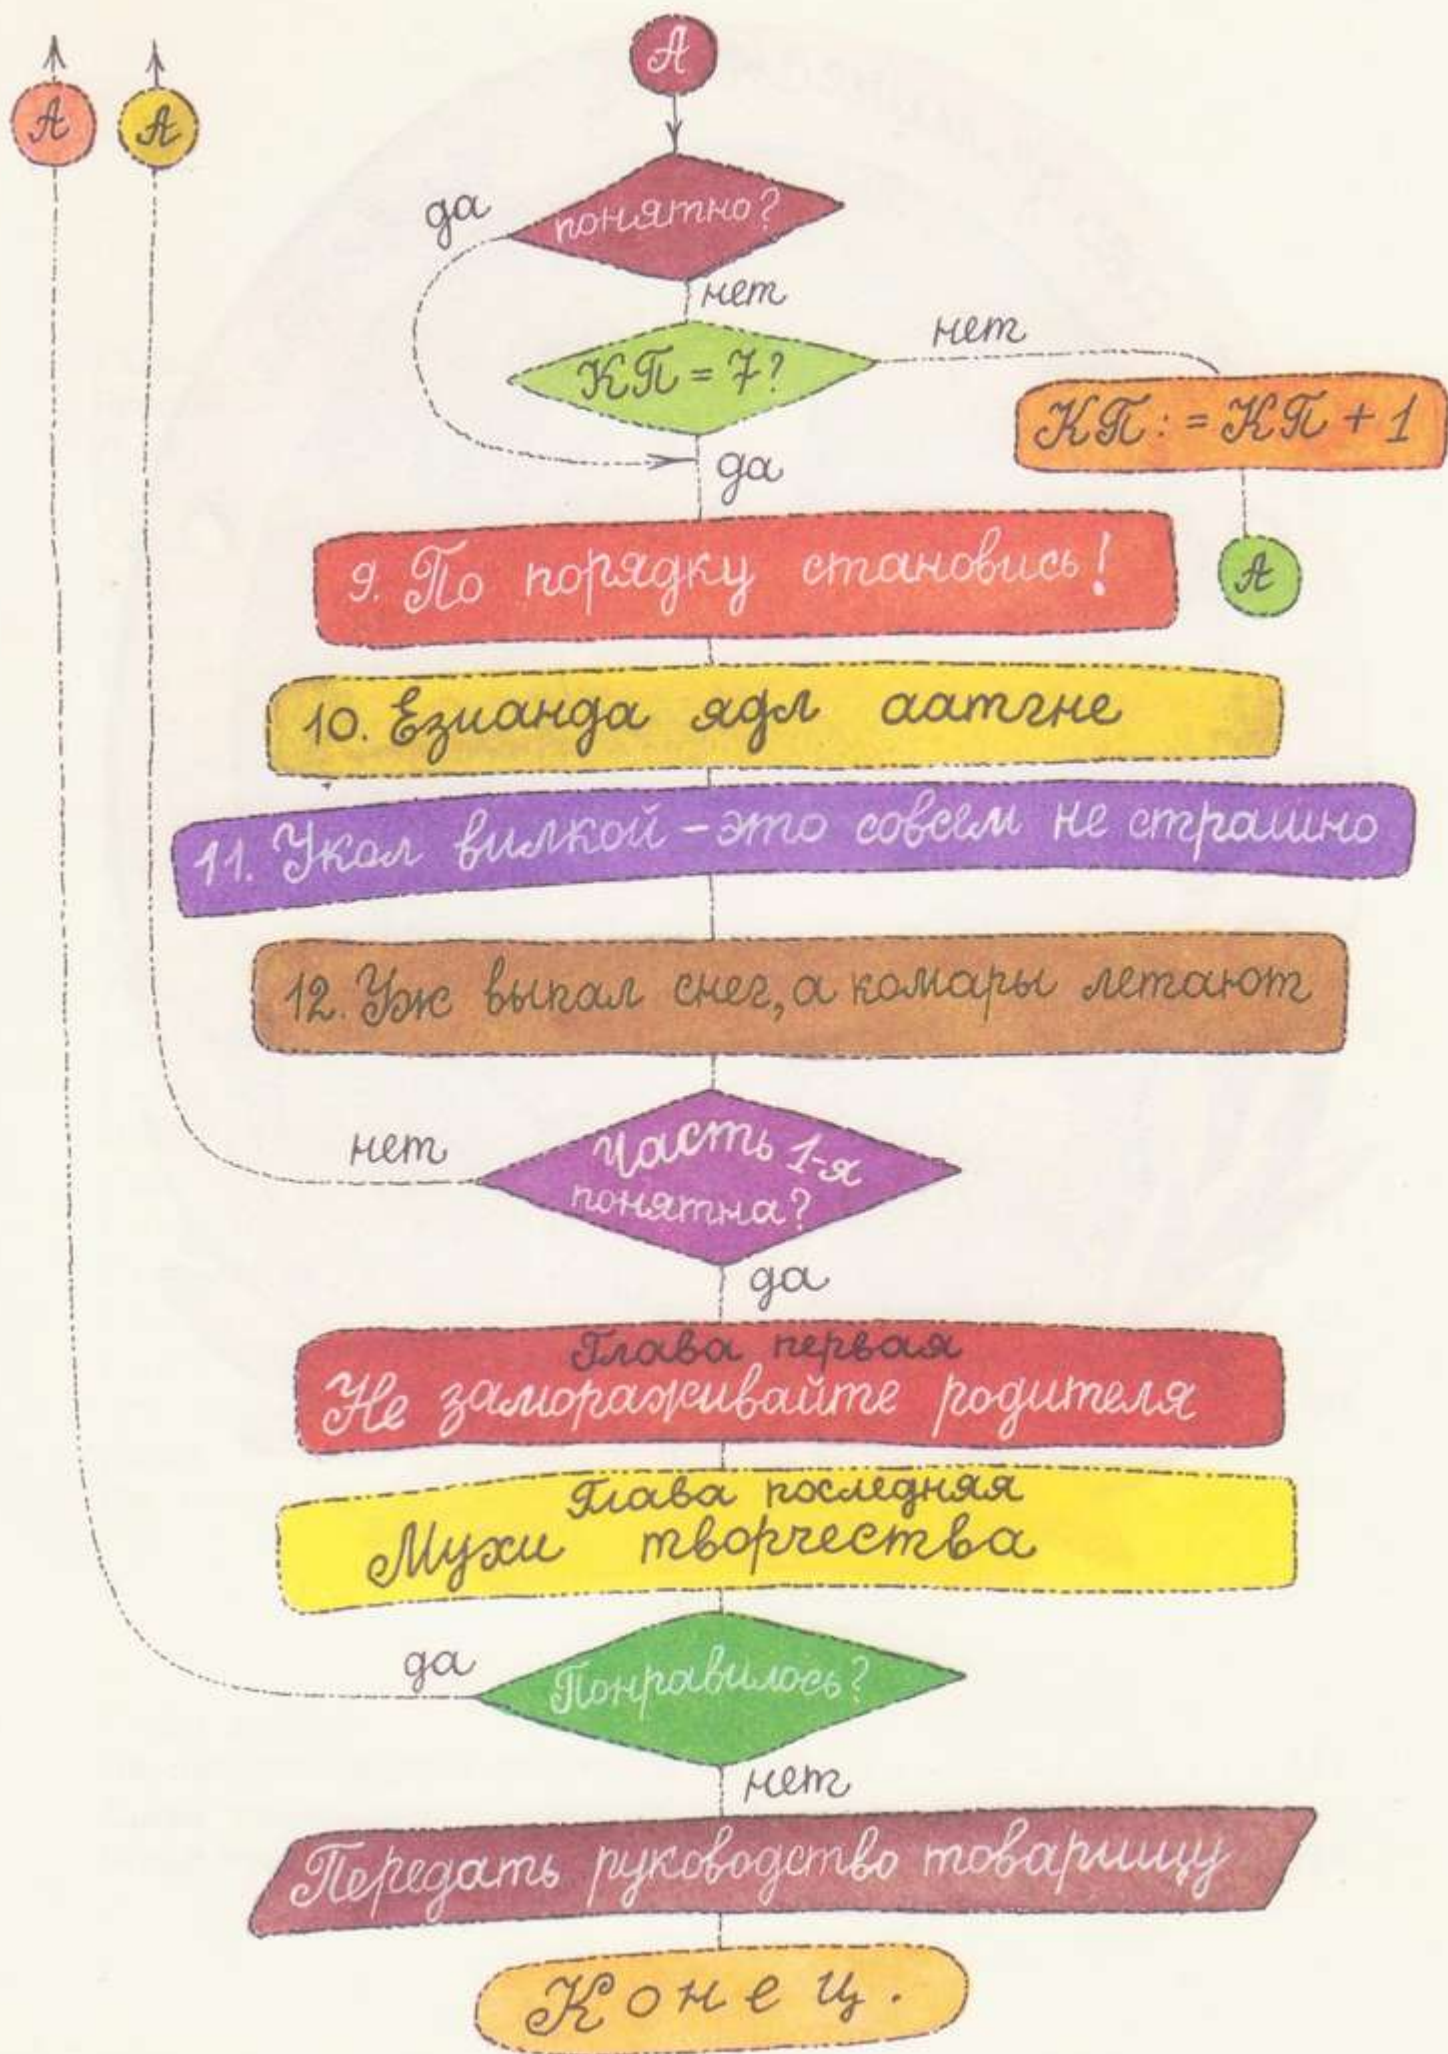 А
А
А
понятно?
да
нет
КП = 7?
нет
КП := КП + 1
да
А
9. По порядку становись!
10. Езианда ядл аатгне
11. Укол вилкой – это совсем не страшно
12. Уж выпал снег, а комары летают
Часть 1-я
понятна?
нет
да
Глава первая
Не замораживайте родителя
Глава последняя
Мухи творчества
Понравилось?
да
нет
Передать руководство товарищу
Конец.